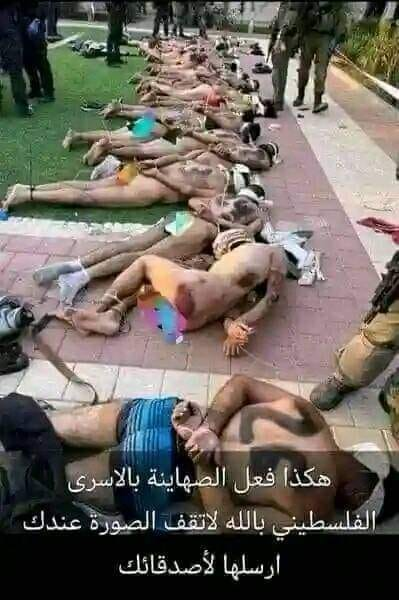 هكذا فعل الصهاينة بالاسرى
الفلسطيني بالله لاتقف الصورة عندك
ارسلها لأصدقائك